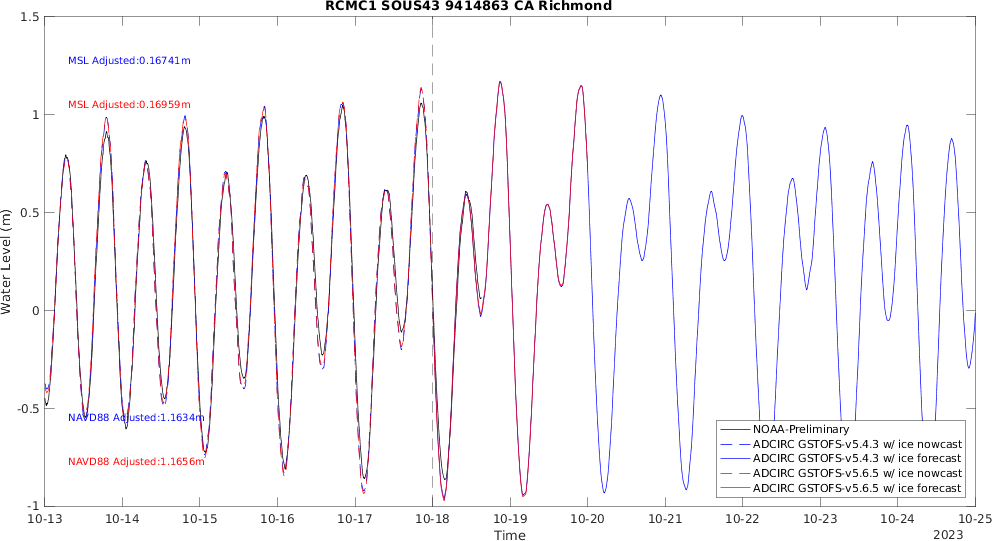 RCMC1 SOUS43 9414863 CA Richmond
1.5
1
0.5
0
-0.5
-1
Water Level (m)
MSL Adjusted:0.16741m
MSL Adjusted:0.16959m
NAVD88 Adjusted:1.1634m
NAVD88 Adjusted:1.1656m
NOAA-Preliminary
ADCIRC GSTOFS-v5.4.3 w/ ice nowcast
ADCIRC GSTOFS-v5.4.3 w/ ice forecast
ADCIRC GSTOFS-v5.6.5 w/ ice nowcast
ADCIRC GSTOFS-v5.6.5 w/ ice forecast
10-13 10-14 10-15 10-16 10-17 10-18 10-19 10-20 10-21 10-22 10-23 10-24 10-25
Time
2023